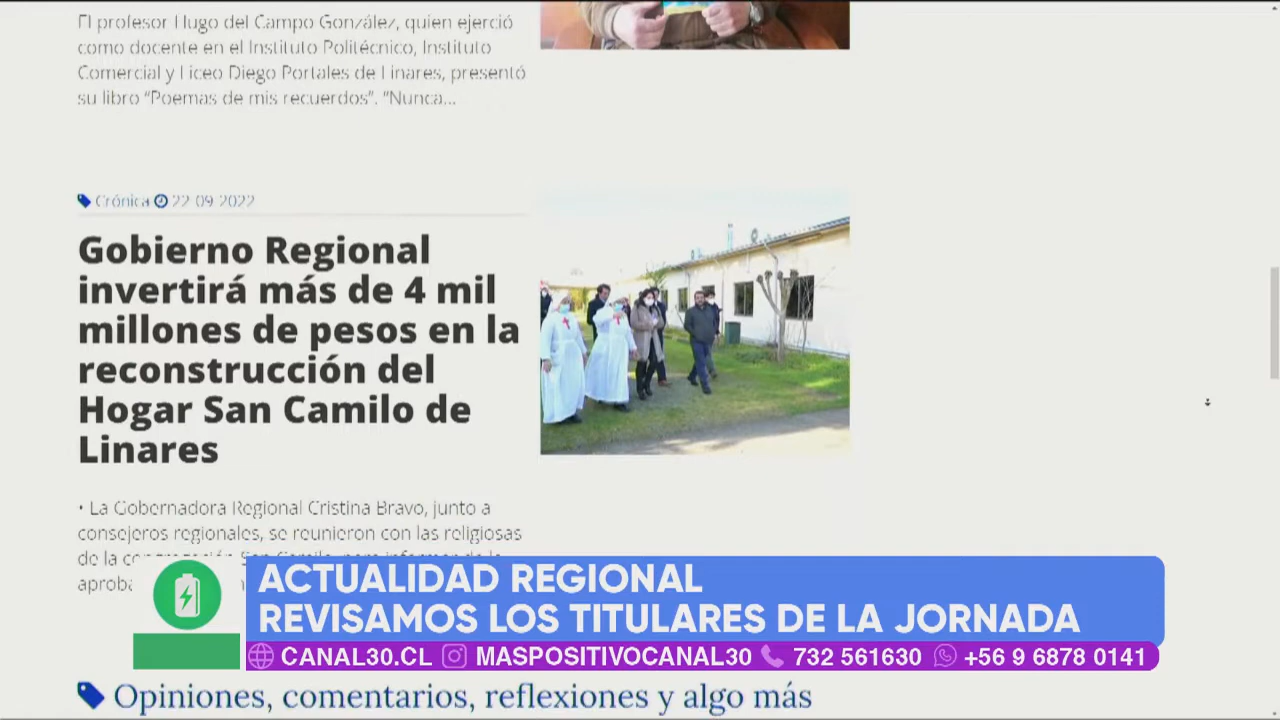 El profesor Hugo del Campo González, quien ejerció
como docente en el Instituto Politécnico, Instituto
Comercial y Liceo Diego Portales de Linares, presentó
su libro “Poemas de mis recuerdos”. “Nunca...
Crónica 22 09 2022
Gobierno Regional
invertirá más de 4 mil
millones de pesos en la
reconstrucción del
Hogar San Camilo de
Linares
• La Gobernadora Regional Cristina Bravo, junto a
consejeros regionales, se reunieron con las religiosas
de la
ACTUALIDAD REGIONAL
REVISAMOS LOS TITULARES DE LA JORNADA
CANAL30.CL MASPOSITIVOCANAL30 732 561630 +56 9 6878 0141
Opiniones, comentarios, reflexiones y algo más